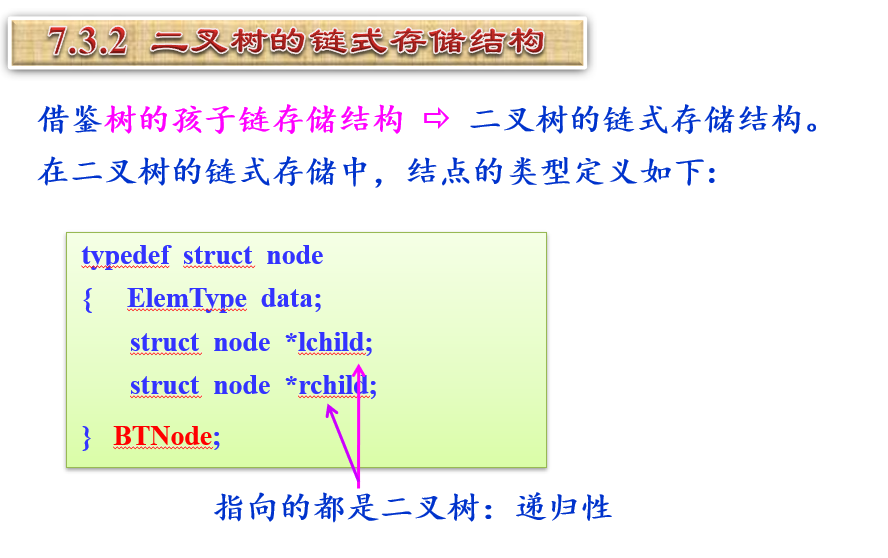 7.3.2 二叉树的链式存储结构
借鉴树的孩子链存储结构 ⇨ 二叉树的链式存储结构。
在二叉树的链式存储中，结点的类型定义如下：
typedef struct node
{ ElemType data;
struct node *lchild;
struct node *rchild;
} BTNode;
指向的都是二叉树：递归性